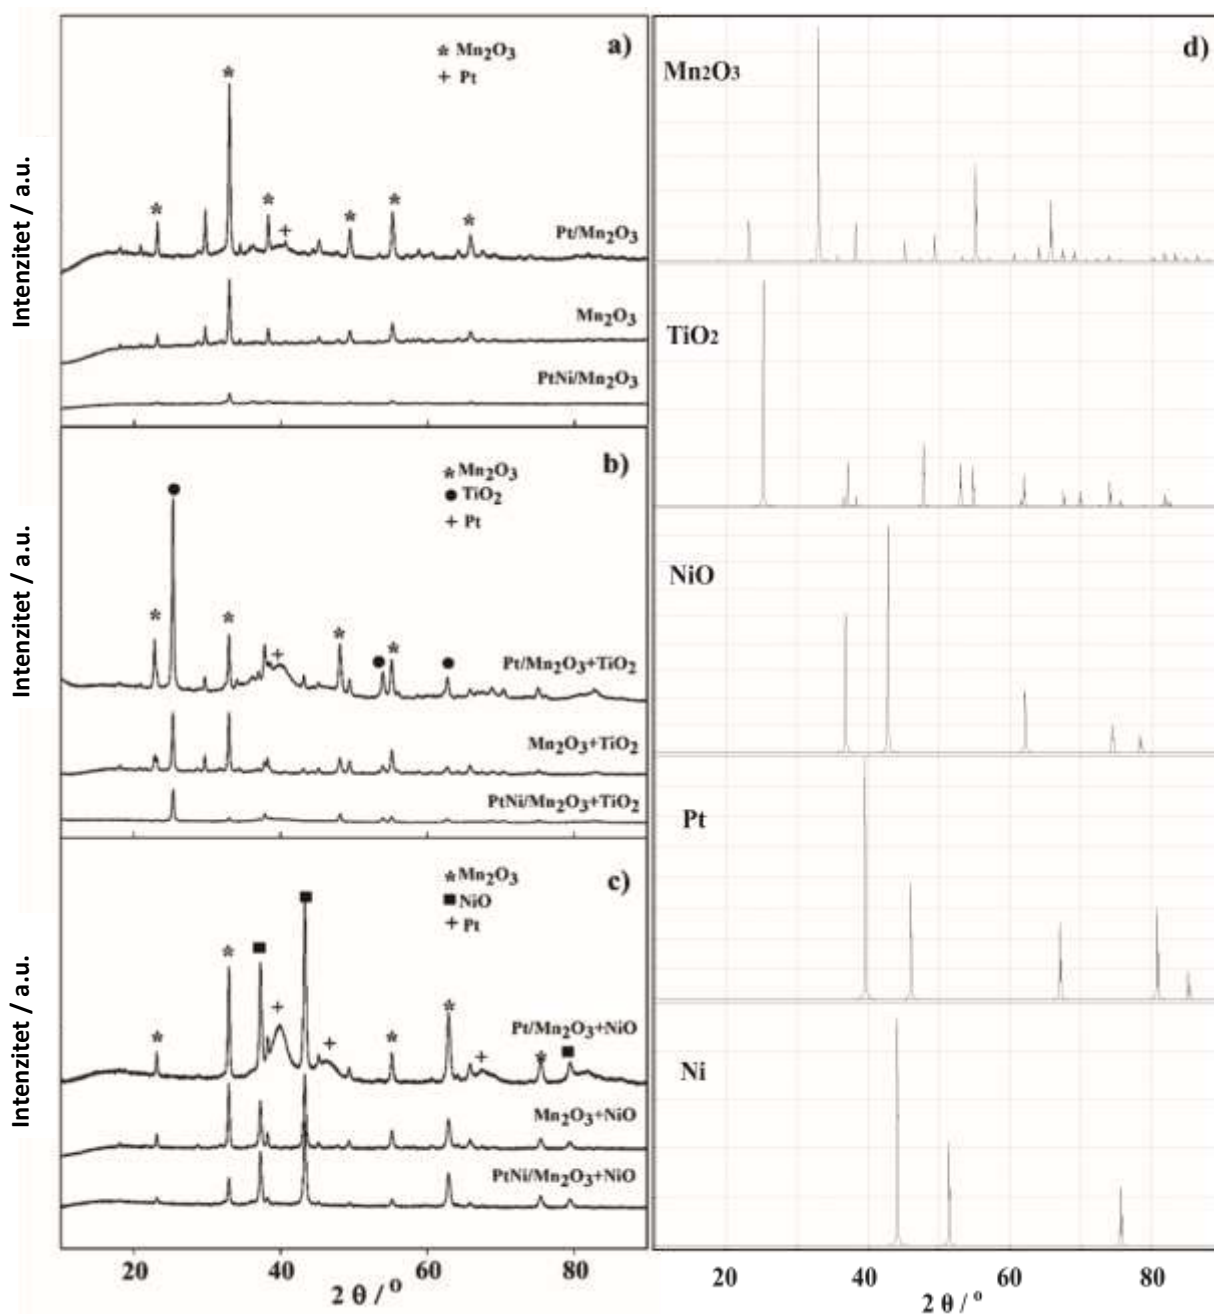 a)
* Mn2O3
+ Pt
Pt/Mn2O3
Mn2O3
PtNi/Mn2O3
Intenzitet / a.u.
b)
* Mn2O3
● TiO2
+ Pt
Pt/Mn2O3+TiO2
Mn2O3+TiO2
PtNi/Mn2O3+TiO2
Intenzitet / a.u.
c)
* Mn2O3
■ NiO
+ Pt
Pt/Mn2O3+NiO
Mn2O3+NiO
PtNi/Mn2O3+NiO
Intenzitet / a.u.
20 40 60 80
2 θ / °
d)
Mn2O3
TiO2
NiO
Pt
Ni
20 40 60 80
2 θ / °